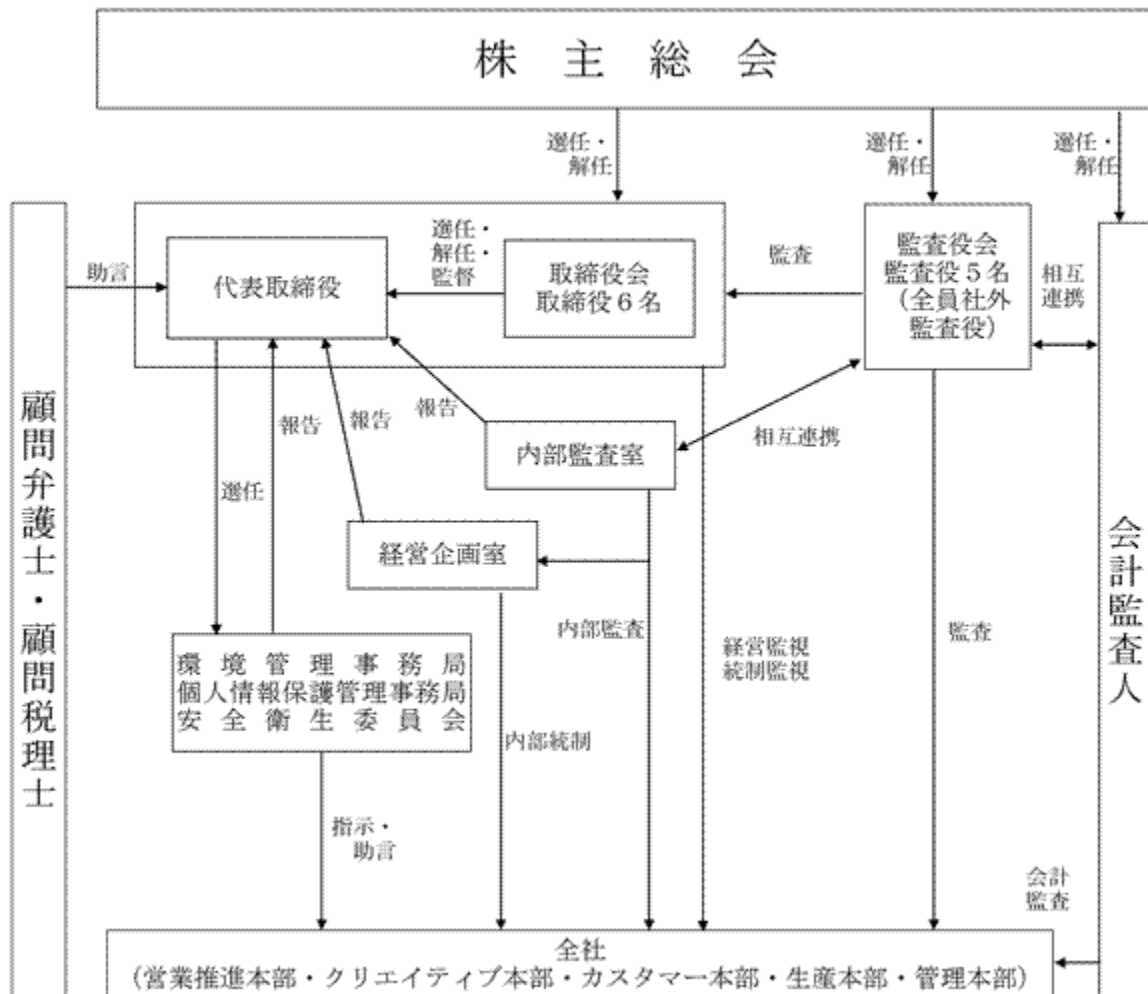 株主総会
選任・
解任
選任・
解任
選任・
解任
顧問弁護士・顧問税理士
助言
代表取締役
選任・
解任・
監督
取締役会
取締役6名
監査
監査役会
監査役5名
(全員社外
監査役)
相互
連携
会計監査人
報告
報告
報告
選任
内部監査室
相互連携
経営企画室
内部監査
経営監視
統制監視
監査
環境管理事務局
個人情報保護管理事務局
安全衛生委員会
内部統制
指示・
助言
会計
監査
全社
(営業推進本部・クリエイティブ本部・カスタマー本部・生産本部・管理本部)